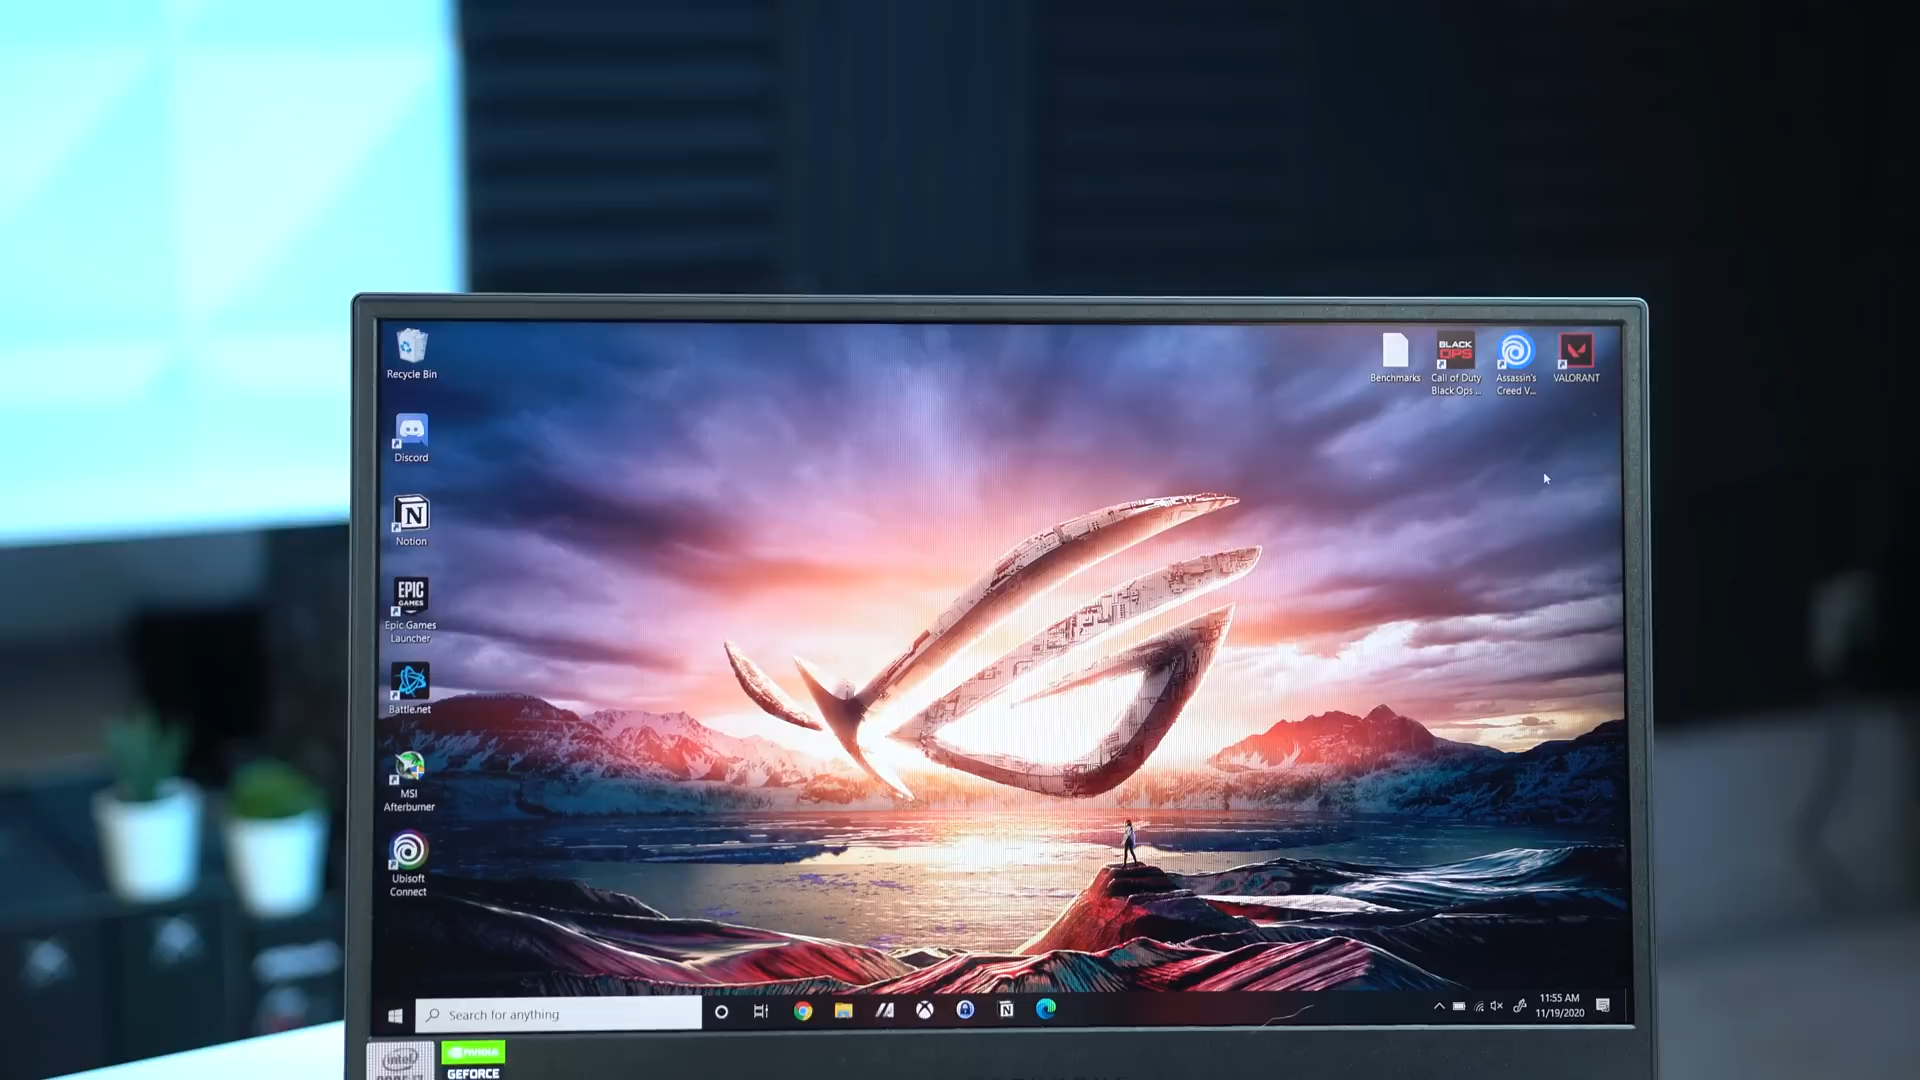 Recycle Bin
Discord
N
Notion
EPIC
GAMES
Epic Games
Launcher
Battle.net
MSI
Afterburner
Ubisoft
Connect
Benchmarks
BLACK
OPS
Call of Duty
Black Ops ...
Assassin's
Creed V...
VALORANT
Search for anything
N
11:55 AM
11/19/2020
intel
CORE i7
NVIDIA
GEFORCE